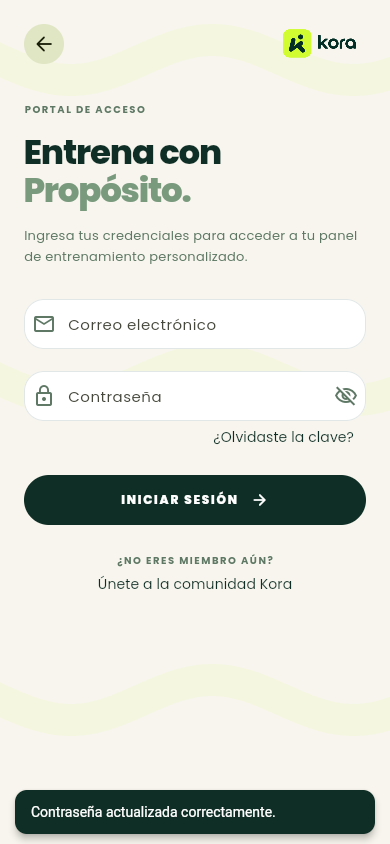 kora
PORTAL DE ACCESO
Entrena con
Propósito.
Ingresa tus credenciales para acceder a tu panel
de entrenamiento personalizado.
Correo electrónico
Contraseña
¿Olvidaste la clave?
INICIAR SESIÓN
¿NO ERES MIEMBRO AÚN?
Únete a la comunidad Kora
Contraseña actualizada correctamente.